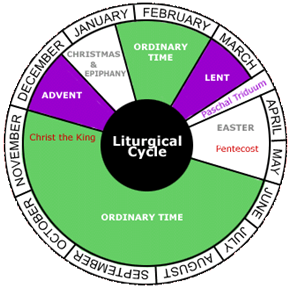 JANUARY
FEBRUARY
MARCH
APRIL
MAY
JUNE
JULY
AUGUST
SEPTEMBER
OCTOBER
NOVEMBER
DECEMBER
CHRISTMAS
&
EPIPHANY
ORDINARY
TIME
LENT
Paschal Triduum
EASTER
Pentecost
ORDINARY TIME
Christ the King
ADVENT
Liturgical
Cycle